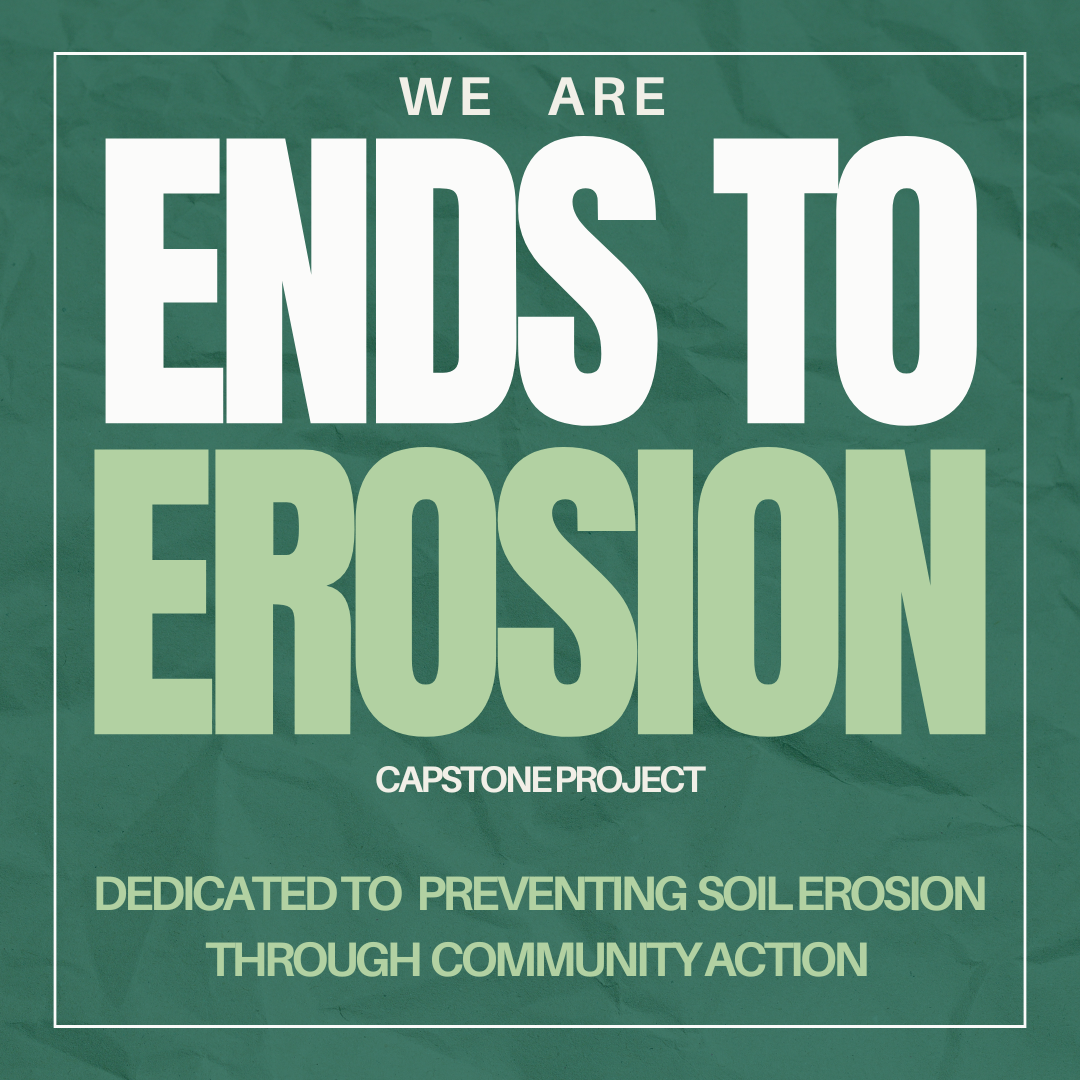 WE ARE
ENDS TO
EROSION
CAPSTONE PROJECT
DEDICATED TO PREVENTING SOIL EROSION
THROUGH COMMUNITY ACTION